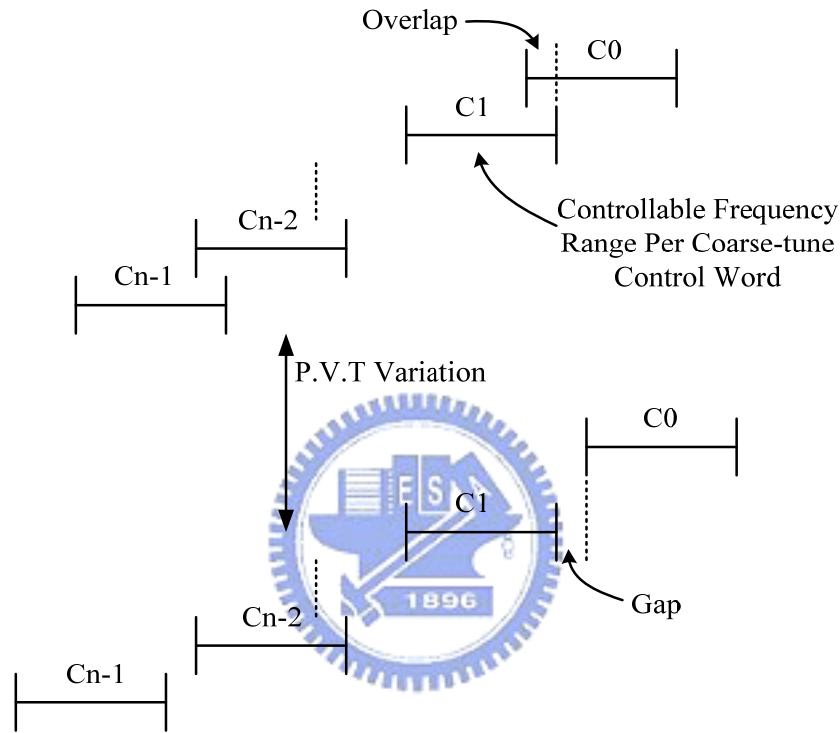 Overlap
C0
C1
Controllable Frequency
Range Per Coarse-tune
Control Word
Cn-2
Cn-1
P.V.T Variation
C0
E S A
C1
1896
Gap
Cn-2
Cn-1